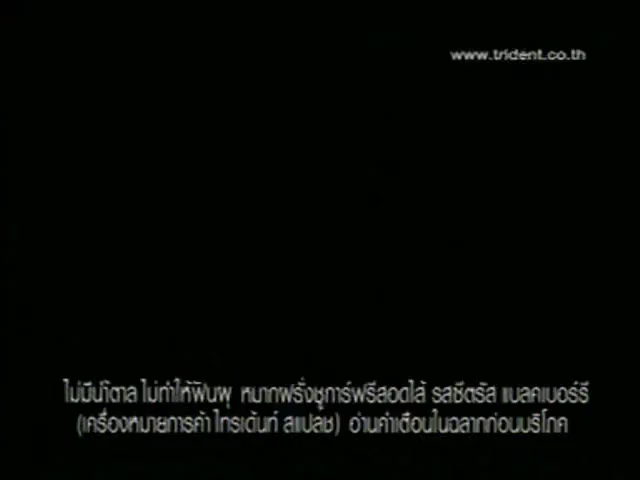 www.trident.co.th
ไม่มีน้ำตาล ไม่ทำให้ฟันผุ หมากฝรั่งชูการ์ฟรีสอดไส้ รสซีตรัส แบลคเบอร์รี
(เครื่องหมายการค้า ไทรเด้นท์ สแปลช) อ่านคำเตือนในฉลากก่อนบริโภค